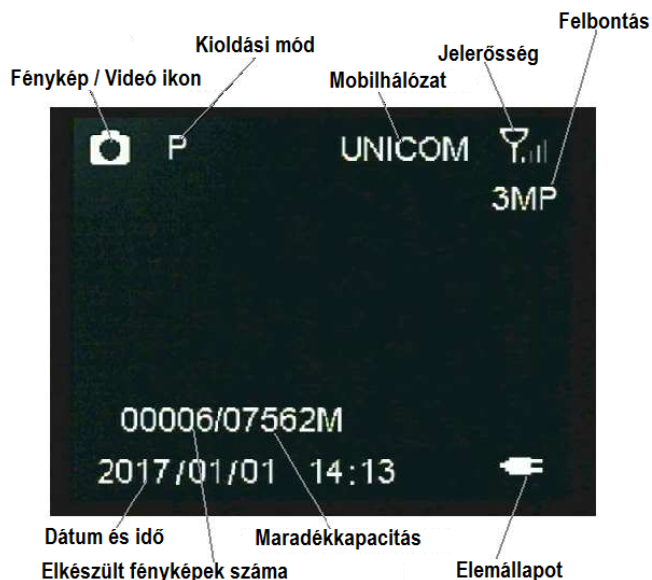 Felbontás
Kioldási mód
Jelerősség
Fénykép / Videó ikon
Mobilhálózat
P
UNICOM
3MP
00006/07562M
2017/01/01 14:13
Dátum és idő
Maradékkapacitás
Elkészült fényképek száma
Elemállapot